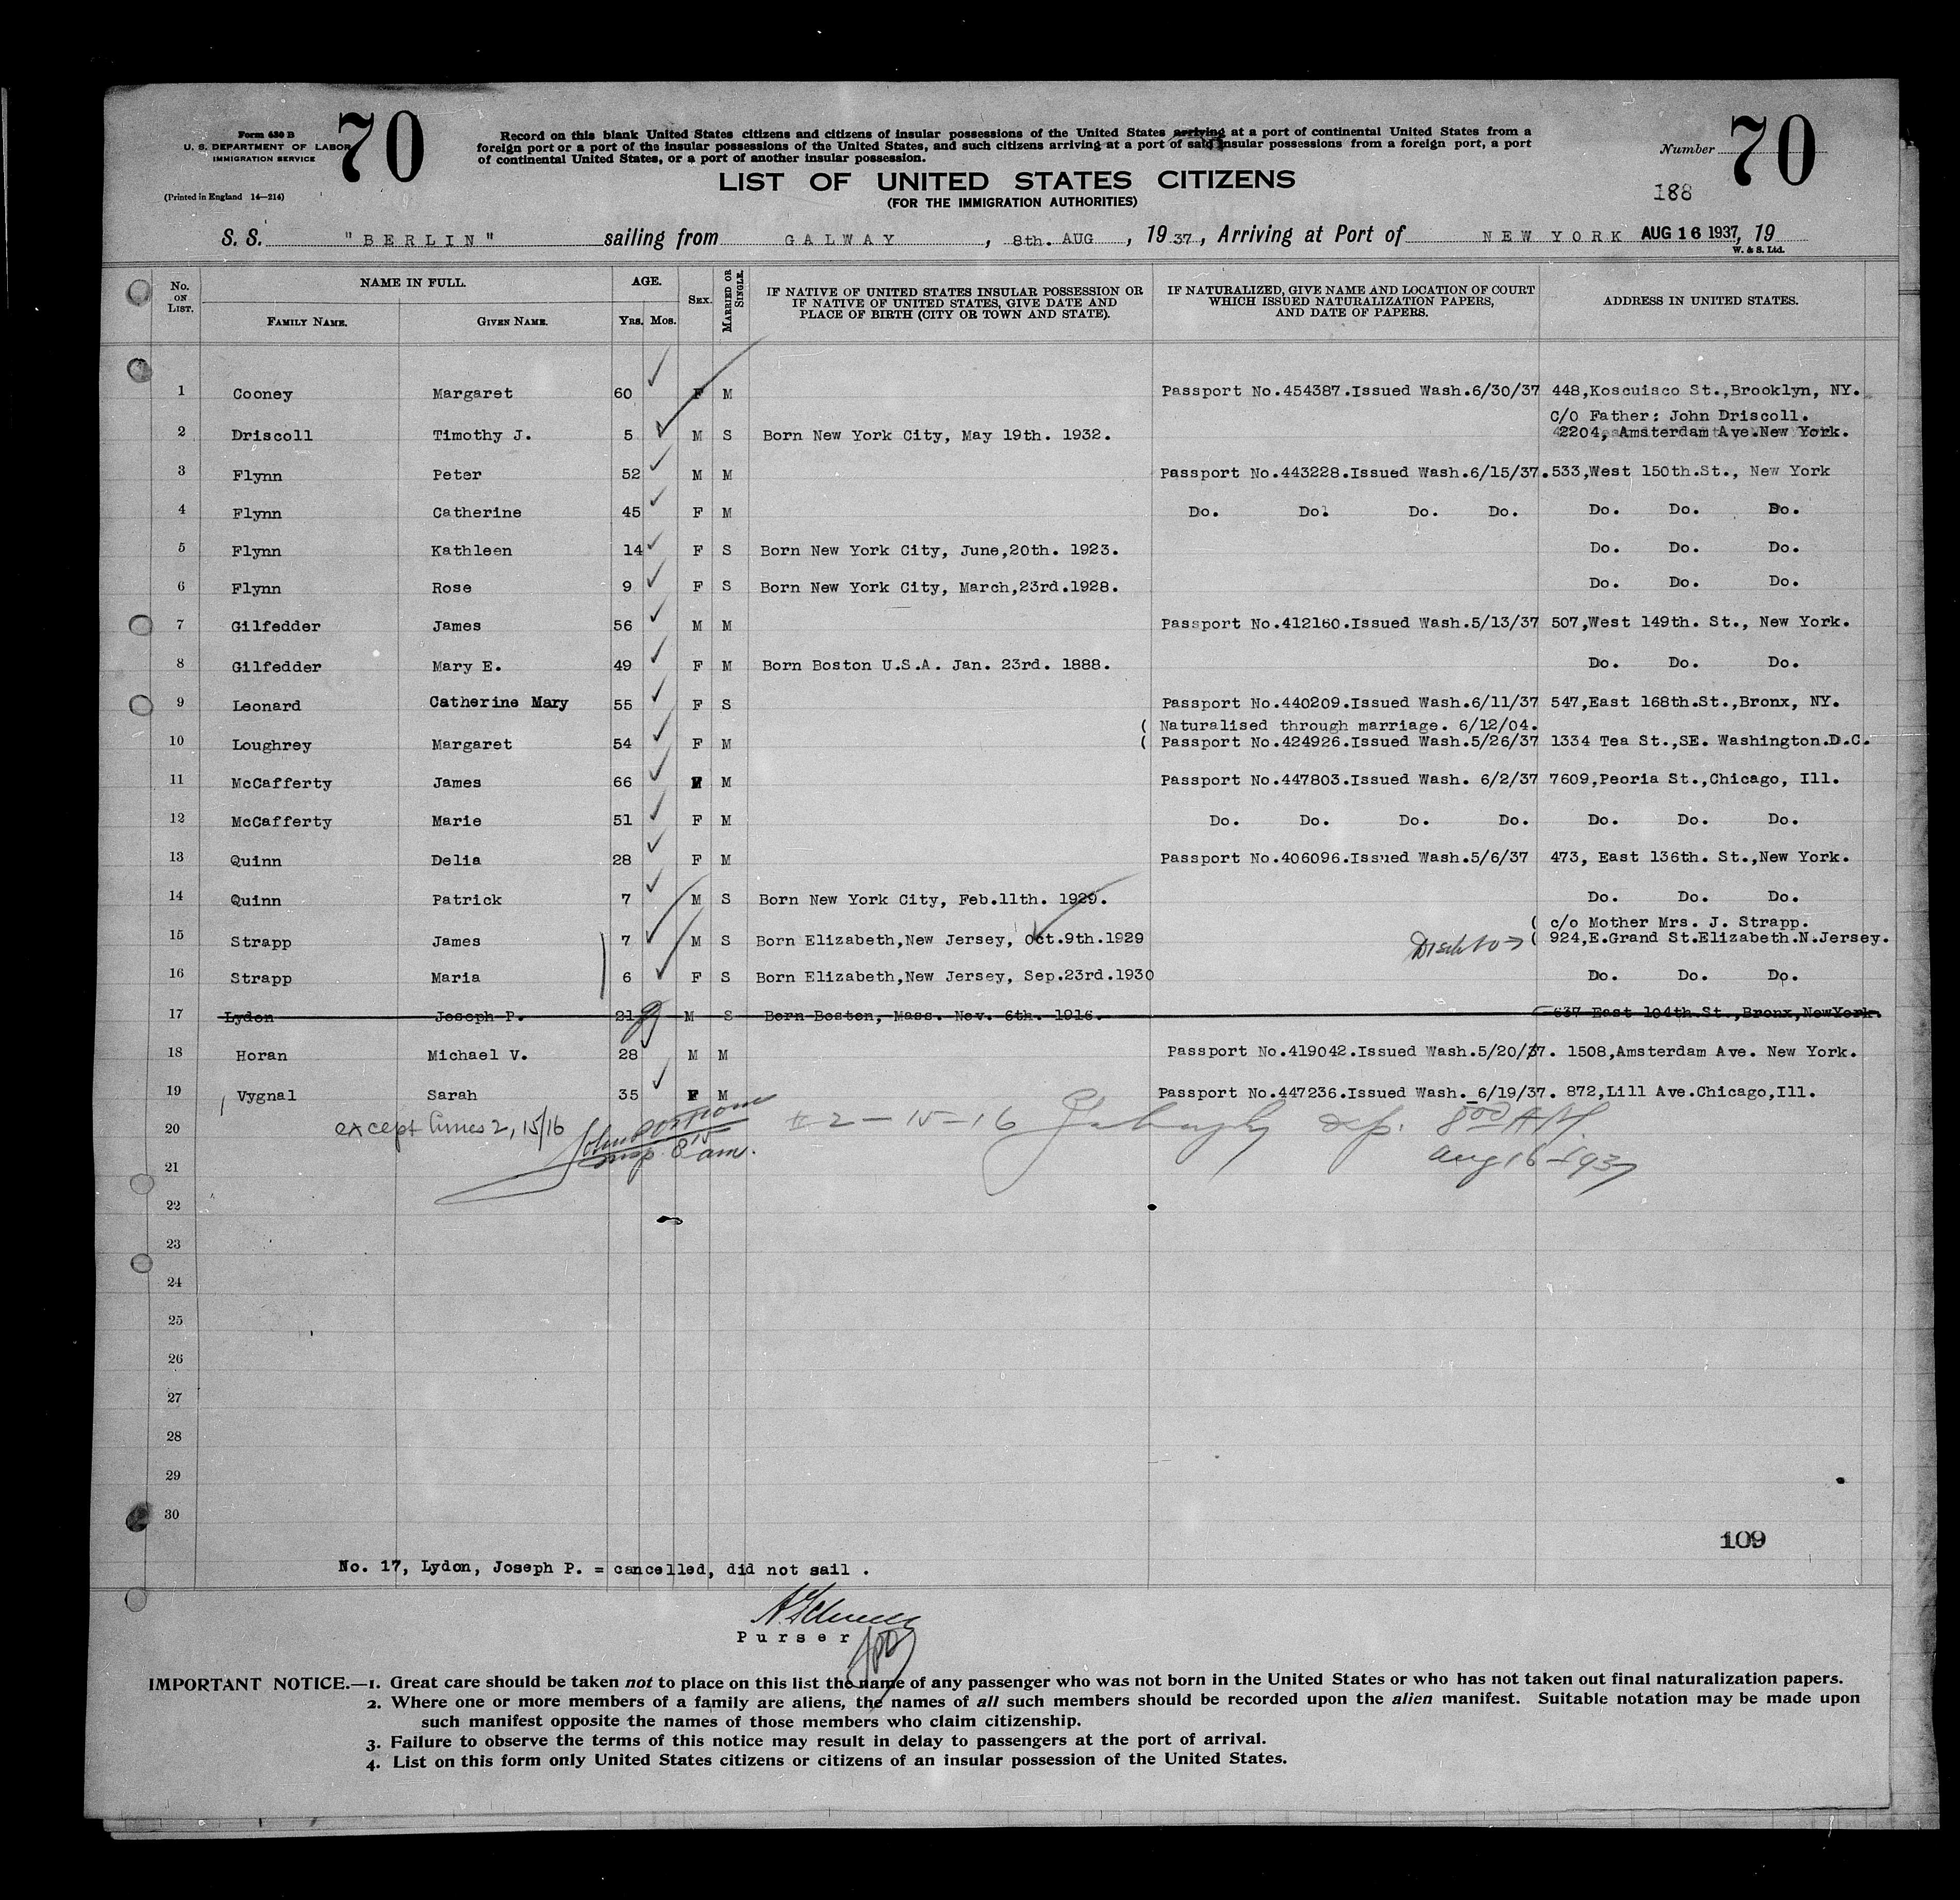 Form 630 B
U. S. DEPARTMENT OF LABOR
IMMIGRATION SERVICE
(Printed in England 14—214)
70
Record on this blank United States citizens and citizens of insular possessions of the United States arriving at a port of continental United States from a
foreign port or a port of the insular possessions of the United States, and such citizens arriving at a port of said insular possessions from a foreign port, a port
of continental United States, or a port of another insular possession.
LIST OF UNITED STATES CITIZENS
(FOR THE IMMIGRATION AUTHORITIES)
Number 70
188
S. S. "BERLIN" sailing from GALWAY, 8th. AUG, 1937, Arriving at Port of NEW YORK AUG 16 1937, 19
W. & S. Ltd.
No. ON LIST. NAME IN FULL. FAMILY NAME. GIVEN NAME. AGE. YRS. MOS. SEX. MARRIED OR SINGLE. IF NATIVE OF UNITED STATES INSULAR POSSESSION OR IF NATIVE OF UNITED STATES, GIVE DATE AND PLACE OF BIRTH (CITY OR TOWN AND STATE). IF NATURALIZED, GIVE NAME AND LOCATION OF COURT WHICH ISSUED NATURALIZATION PAPERS, AND DATE OF PAPERS. ADDRESS IN UNITED STATES.
1 Cooney Margaret 60 F M Passport No.454387.Issued Wash.6/30/37 448,Koscuisco St.,Brooklyn, NY.
c/o Father: John Driscoll.
2 Driscoll Timothy J. 5 M S Born New York City, May 19th. 1932. 2204, Amsterdam Ave.New York.
3 Flynn Peter 52 M M Passport No.443228.Issued Wash.6/15/37. 533,West 150th.St., New York
4 Flynn Catherine 45 F M Do. Do. Do. Do. Do. Do. Do.
5 Flynn Kathleen 14 F S Born New York City, June,20th. 1923. Do. Do. Do.
6 Flynn Rose 9 F S Born New York City, March,23rd.1928. Do. Do. Do.
7 Gilfedder James 56 M M Passport No.412160.Issued Wash.5/13/37 507,West 149th. St., New York.
8 Gilfedder Mary E. 49 F M Born Boston U.S.A. Jan. 23rd. 1888. Do. Do. Do.
9 Leonard Catherine Mary 55 F S Passport No.440209.Issued Wash.6/11/37 547,East 168th.St.,Bronx, NY.
( Naturalised through marriage. 6/12/04.
10 Loughrey Margaret 54 F M ( Passport No.424926.Issued Wash.5/26/37 1334 Tea St.,SE. Washington.D.C.
11 McCafferty James 66 M M Passport No.447803.Issued Wash. 6/2/37 7609,Peoria St.,Chicago, Ill.
12 McCafferty Marie 51 F M Do. Do. Do. Do. Do. Do. Do.
13 Quinn Delia 28 F M Passport No.406096.Issued Wash.5/6/37 473, East 136th. St.,New York.
14 Quinn Patrick 7 M S Born New York City, Feb.11th. 1929. Do. Do. Do.
( c/o Mother Mrs. J. Strapp.
15 Strapp James 7 M S Born Elizabeth,New Jersey, Oct.9th.1929 ( 924,E.Grand St.Elizabeth.N.Jersey.
16 Strapp Maria 6 F S Born Elizabeth,New Jersey, Sep.23rd.1930 Do. Do. Do.
17 Lydon Joseph P. 21 M S Born Boston, Mass. Nov. 6th. 1916. 637 East 104th.St.,Bronx,NewYork.
18 Horan Michael V. 28 M M Passport No.419042.Issued Wash.5/20/37. 1508,Amsterdam Ave. New York.
19 Vygnal Sarah 35 F M Passport No.447236.Issued Wash. 6/19/37. 872,Lill Ave.Chicago,Ill.
20 except lines 2, 15/16 # 2 — 15 — 16 8 00 AM
Insp. 8 15 am. Aug 16 - 1937
21
22
23
24
25
26
27
28
29
30
109
No. 17, Lydon, Joseph P. = cancelled, did not sail .
Purser
IMPORTANT NOTICE.—1. Great care should be taken not to place on this list the name of any passenger who was not born in the United States or who has not taken out final naturalization papers.
2. Where one or more members of a family are aliens, the names of all such members should be recorded upon the alien manifest. Suitable notation may be made upon
such manifest opposite the names of those members who claim citizenship.
3. Failure to observe the terms of this notice may result in delay to passengers at the port of arrival.
4. List on this form only United States citizens or citizens of an insular possession of the United States.